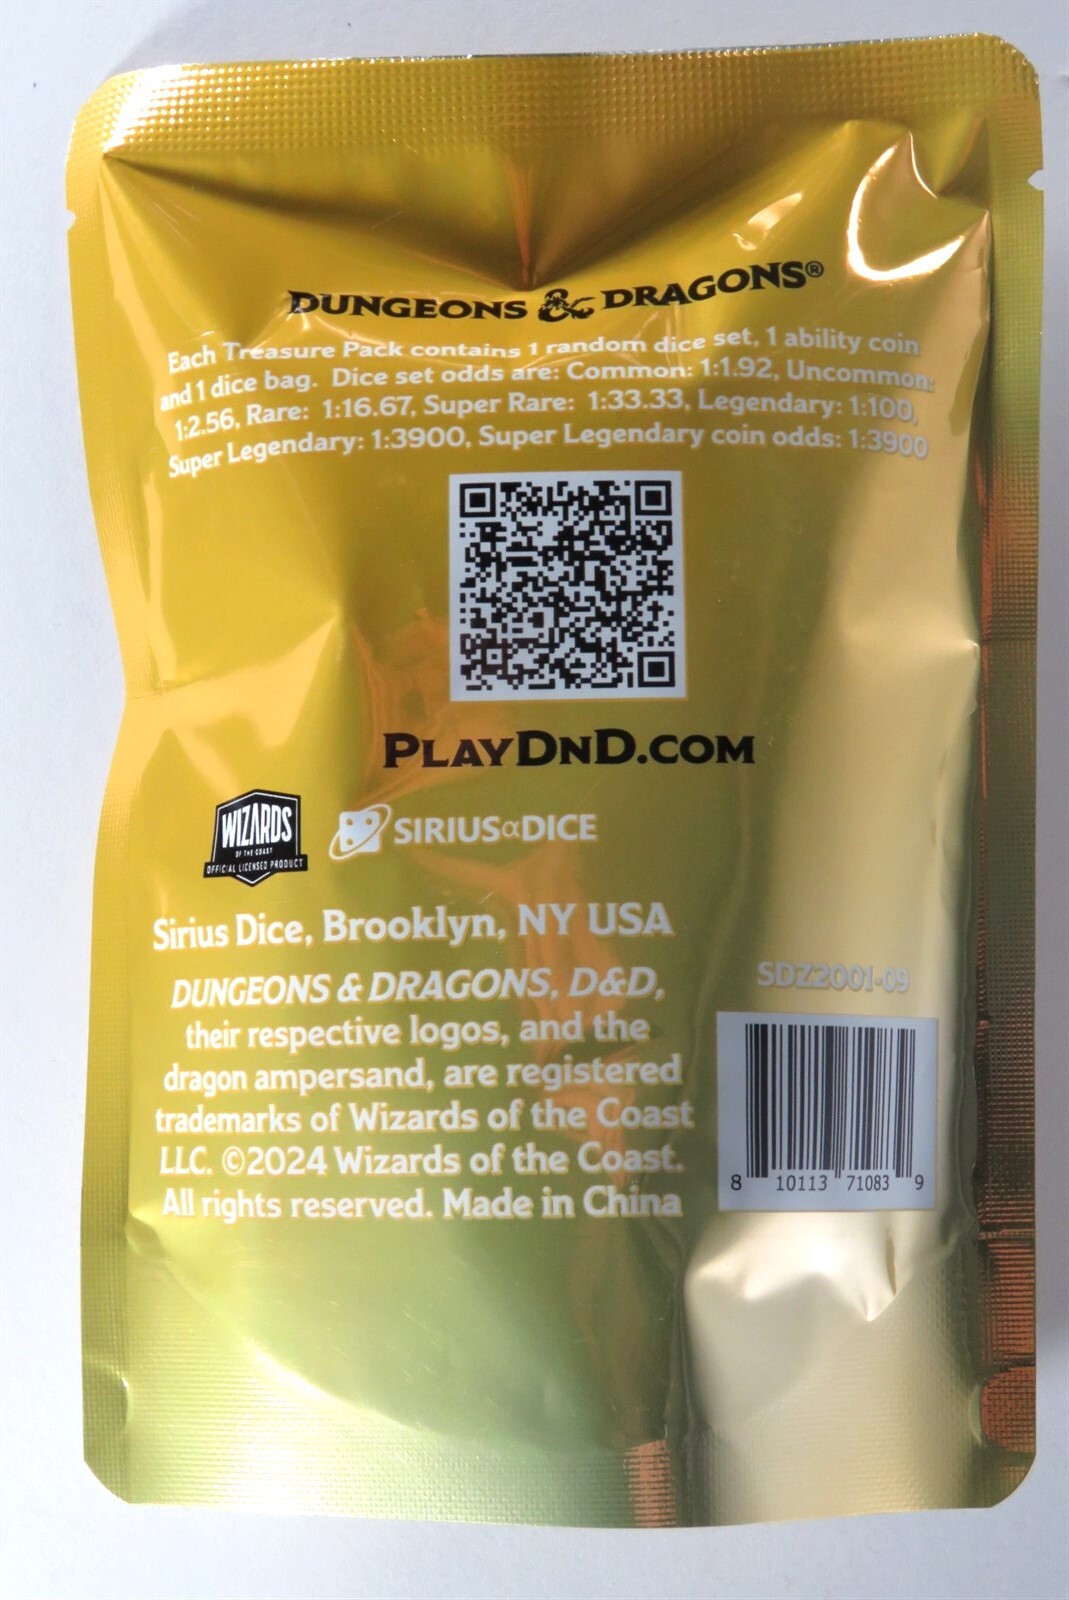 DUNGEONS & DRAGONS®
Each Treasure Pack contains 1 random dice set, 1 ability coin
and 1 dice bag. Dice set odds are: Common: 1:1.92, Uncommon:
1:2.56, Rare: 1:16.67, Super Rare: 1:33.33, Legendary: 1:100,
Super Legendary: 1:3900, Super Legendary coin odds: 1:3900
PLAYDND.COM
WIZARDS
OF THE COAST
OFFICIAL LICENSED PRODUCT
SIRIUSαDICE
Sirius Dice, Brooklyn, NY USA
DUNGEONS & DRAGONS, D&D,
their respective logos, and the
dragon ampersand, are registered
trademarks of Wizards of the Coast
LLC. ©2024 Wizards of the Coast.
All rights reserved. Made in China
SDZ2001-09
8 10113 71083 9